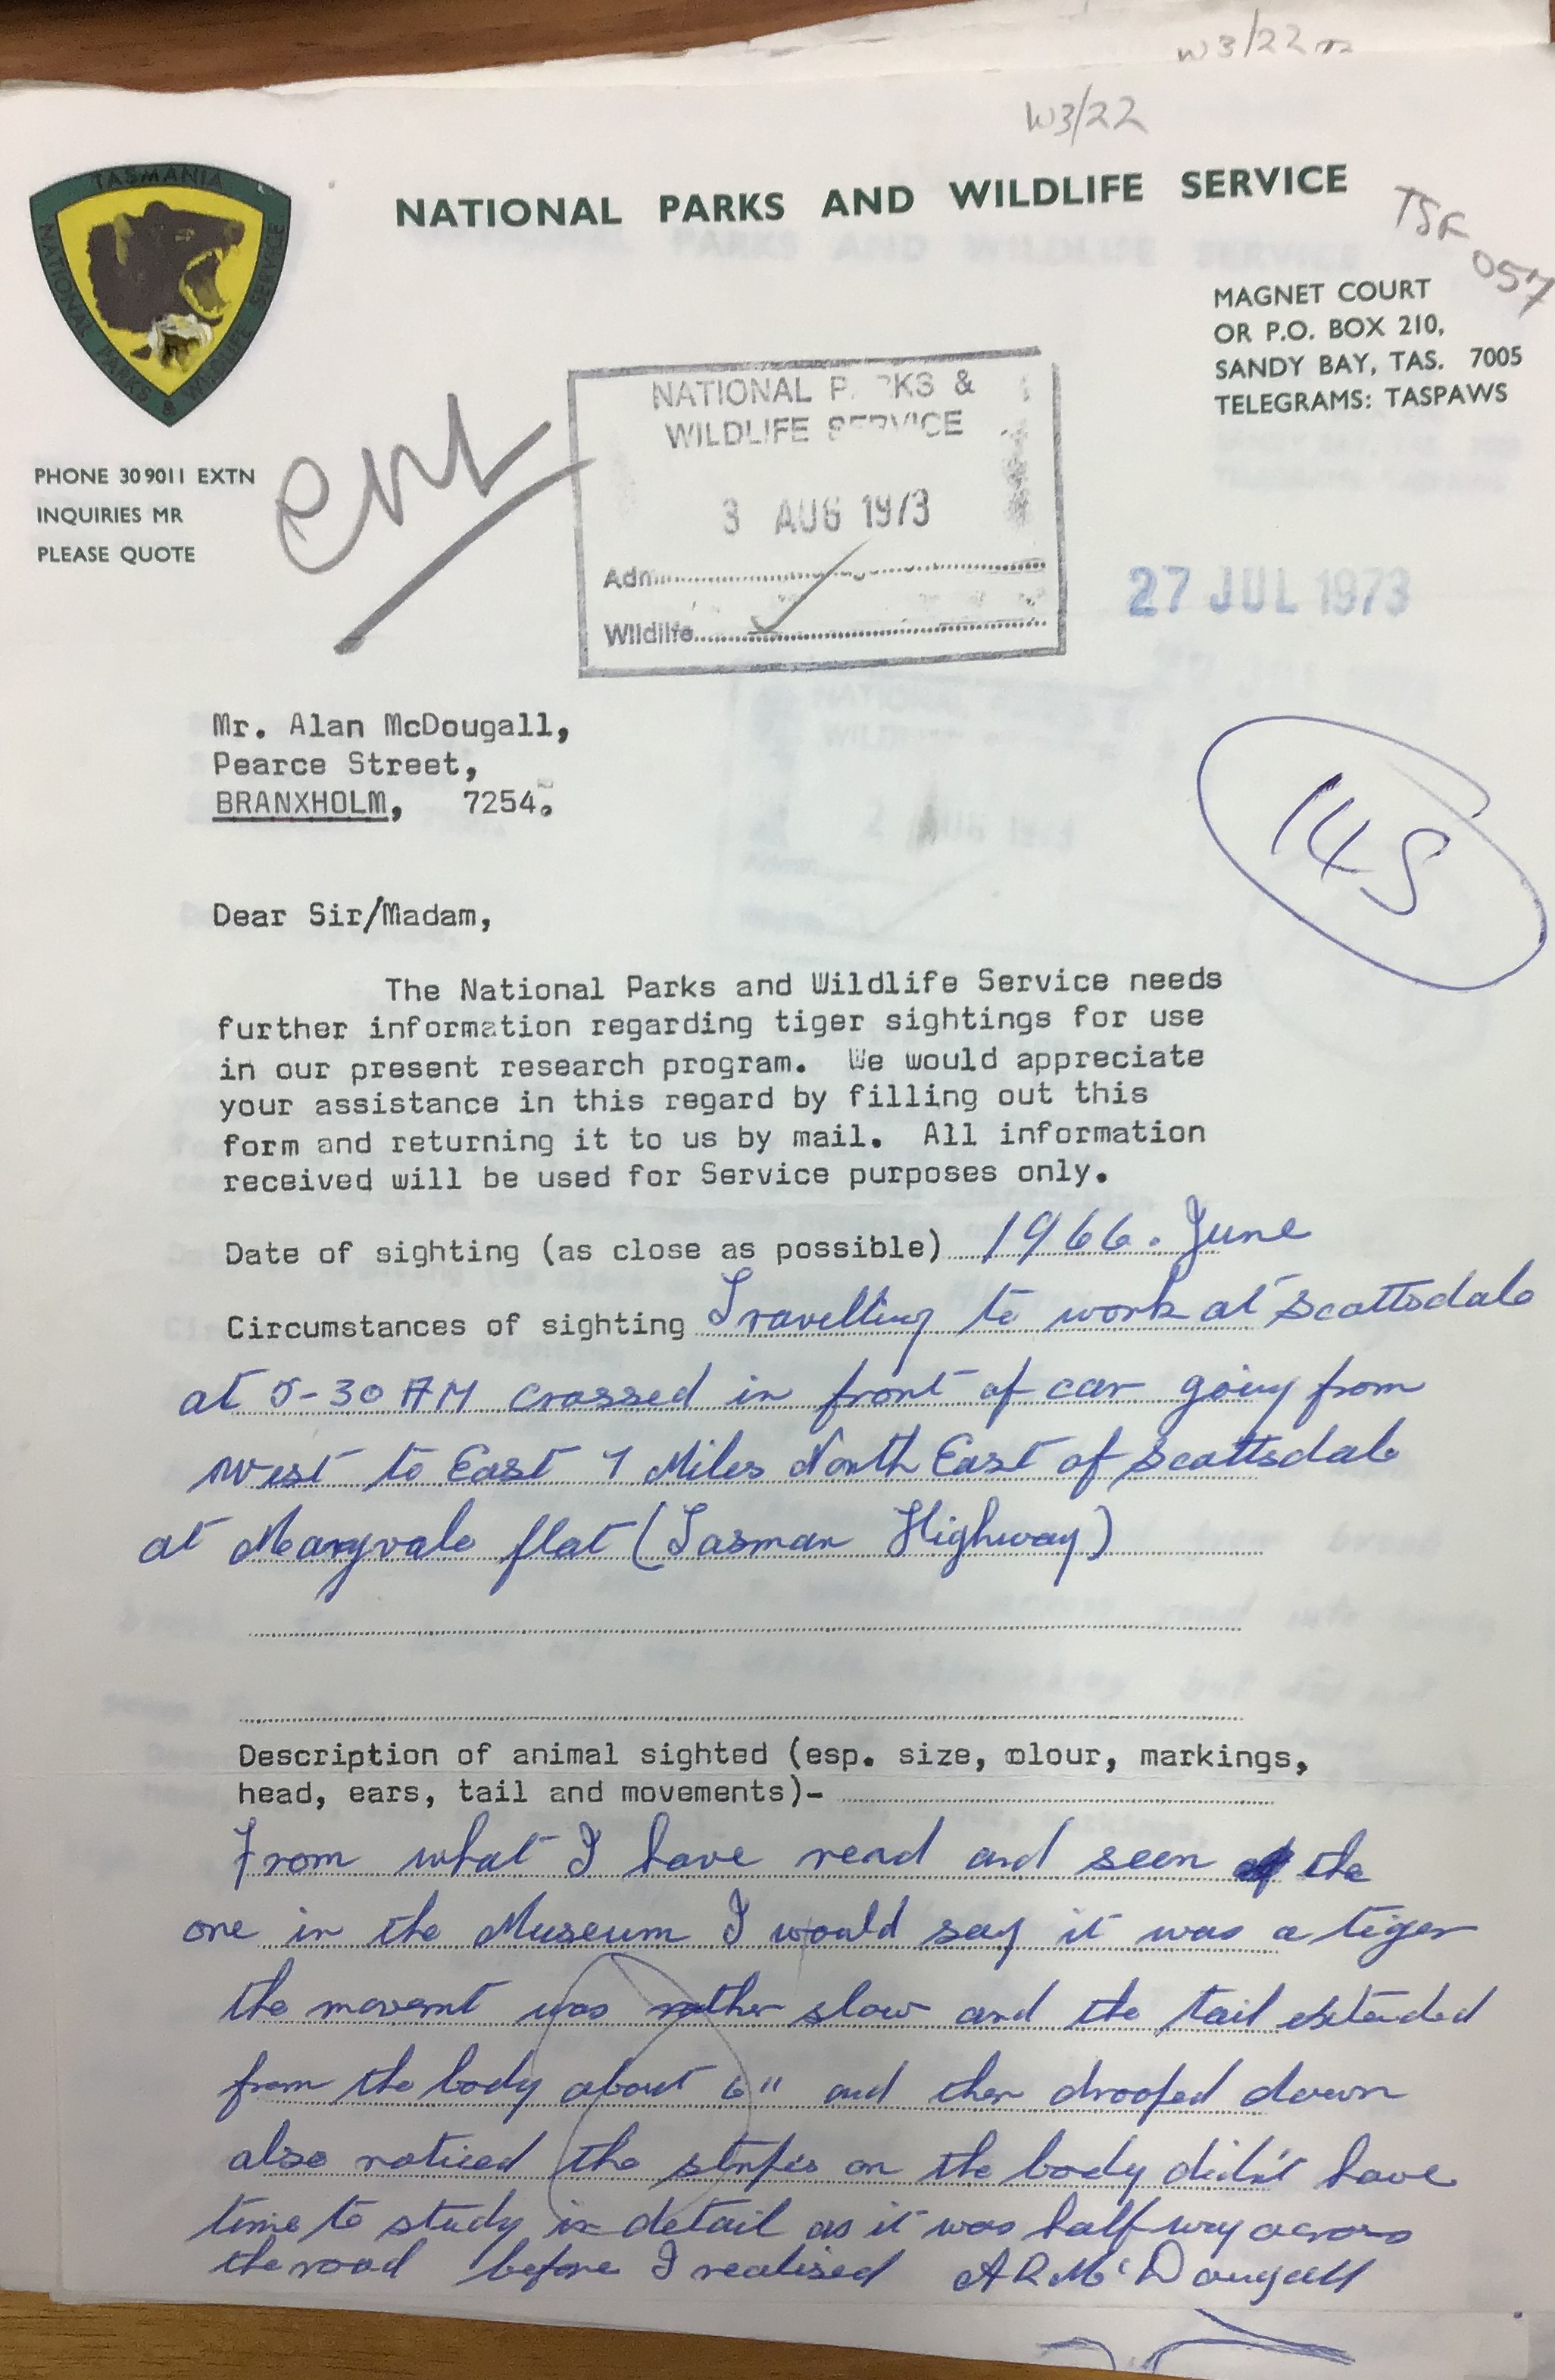 W3/22
W3/22
TASMANIA
NATIONAL PARKS & WILDLIFE SERVICE
NATIONAL PARKS AND WILDLIFE SERVICE
TSF 057
MAGNET COURT
OR P.O. BOX 210,
SANDY BAY, TAS. 7005
TELEGRAMS: TASPAWS
PHONE 30 9011 EXTN
INQUIRIES MR
PLEASE QUOTE
NATIONAL P KS &
WILDLIFE SERVICE
3 AUG 1973
Adn
Wildlife
27 JUL 1973
Mr. Alan McDougall,
Pearce Street,
BRANXHOLM, 7254.
145
Dear Sir/Madam,
The National Parks and Wildlife Service needs
further information regarding tiger sightings for use
in our present research program. We would appreciate
your assistance in this regard by filling out this
form and returning it to us by mail. All information
received will be used for Service purposes only.
Date of sighting (as close as possible) 1966. June
Circumstances of sighting Travelling to work at Scottsdale
at 5-30 AM crossed in front of car going from
west to East 7 Miles North East of Scottsdale
at Maryvale flat (Tasman Highway)
Description of animal sighted (esp. size, olour, markings,
head, ears, tail and movements)-
From what I have read and seen the
one in the Museum I would say it was a tiger
the movemt was rather slow and the tail extended
from the body about 6" and then droofed down
also noticed the stripes on the body didn't have
time to study in detail as it was half way across
the road before I realised A R McDougall